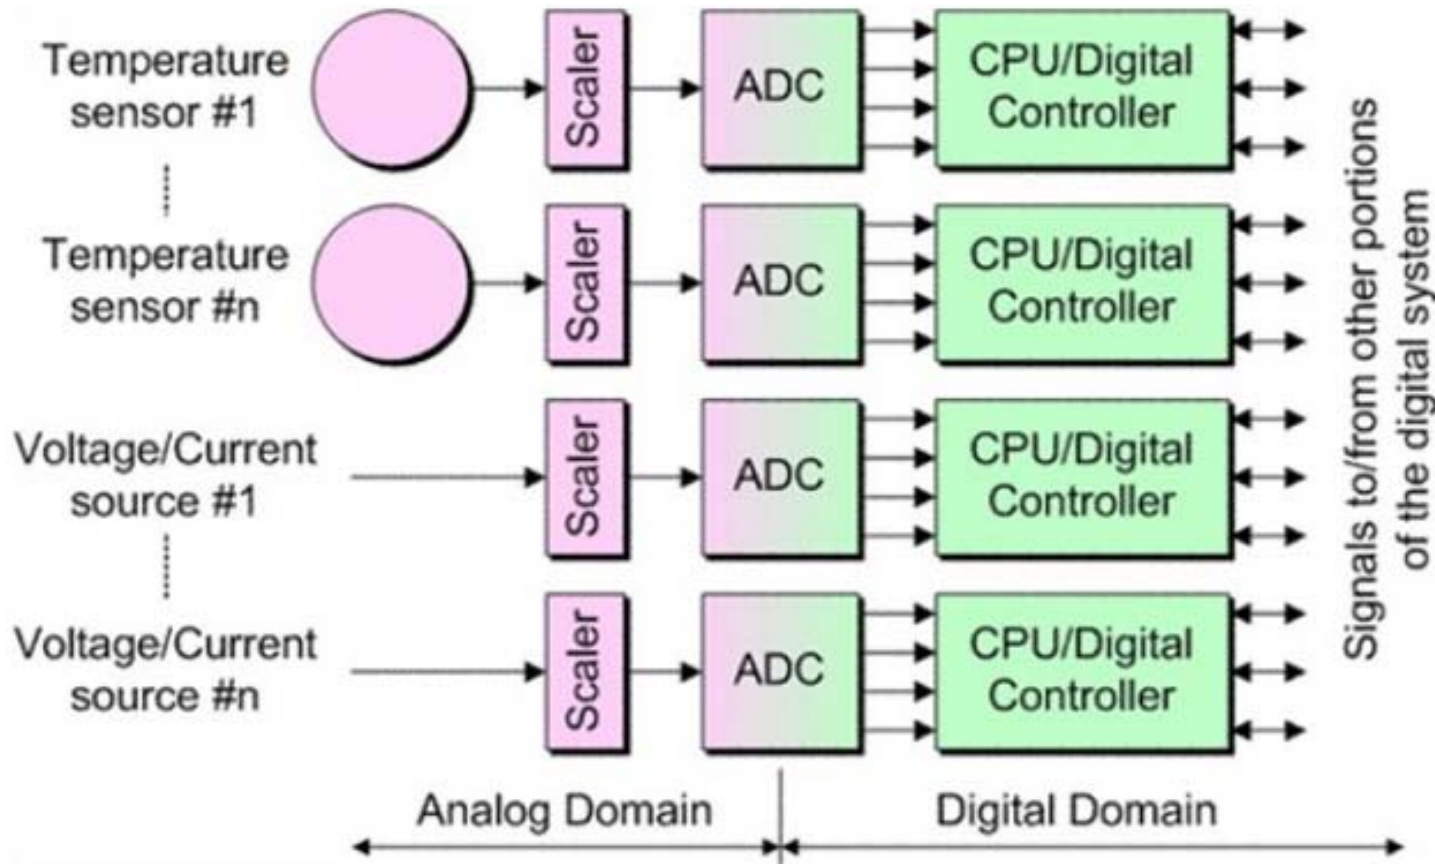 Temperature
sensor #1
Scaler
ADC
CPU/Digital
Controller
Temperature
sensor #n
Scaler
ADC
CPU/Digital
Controller
Voltage/Current
source #1
Scaler
ADC
CPU/Digital
Controller
Voltage/Current
source #n
Scaler
ADC
CPU/Digital
Controller
Signals to/from other portions
of the digital system
Analog Domain
Digital Domain